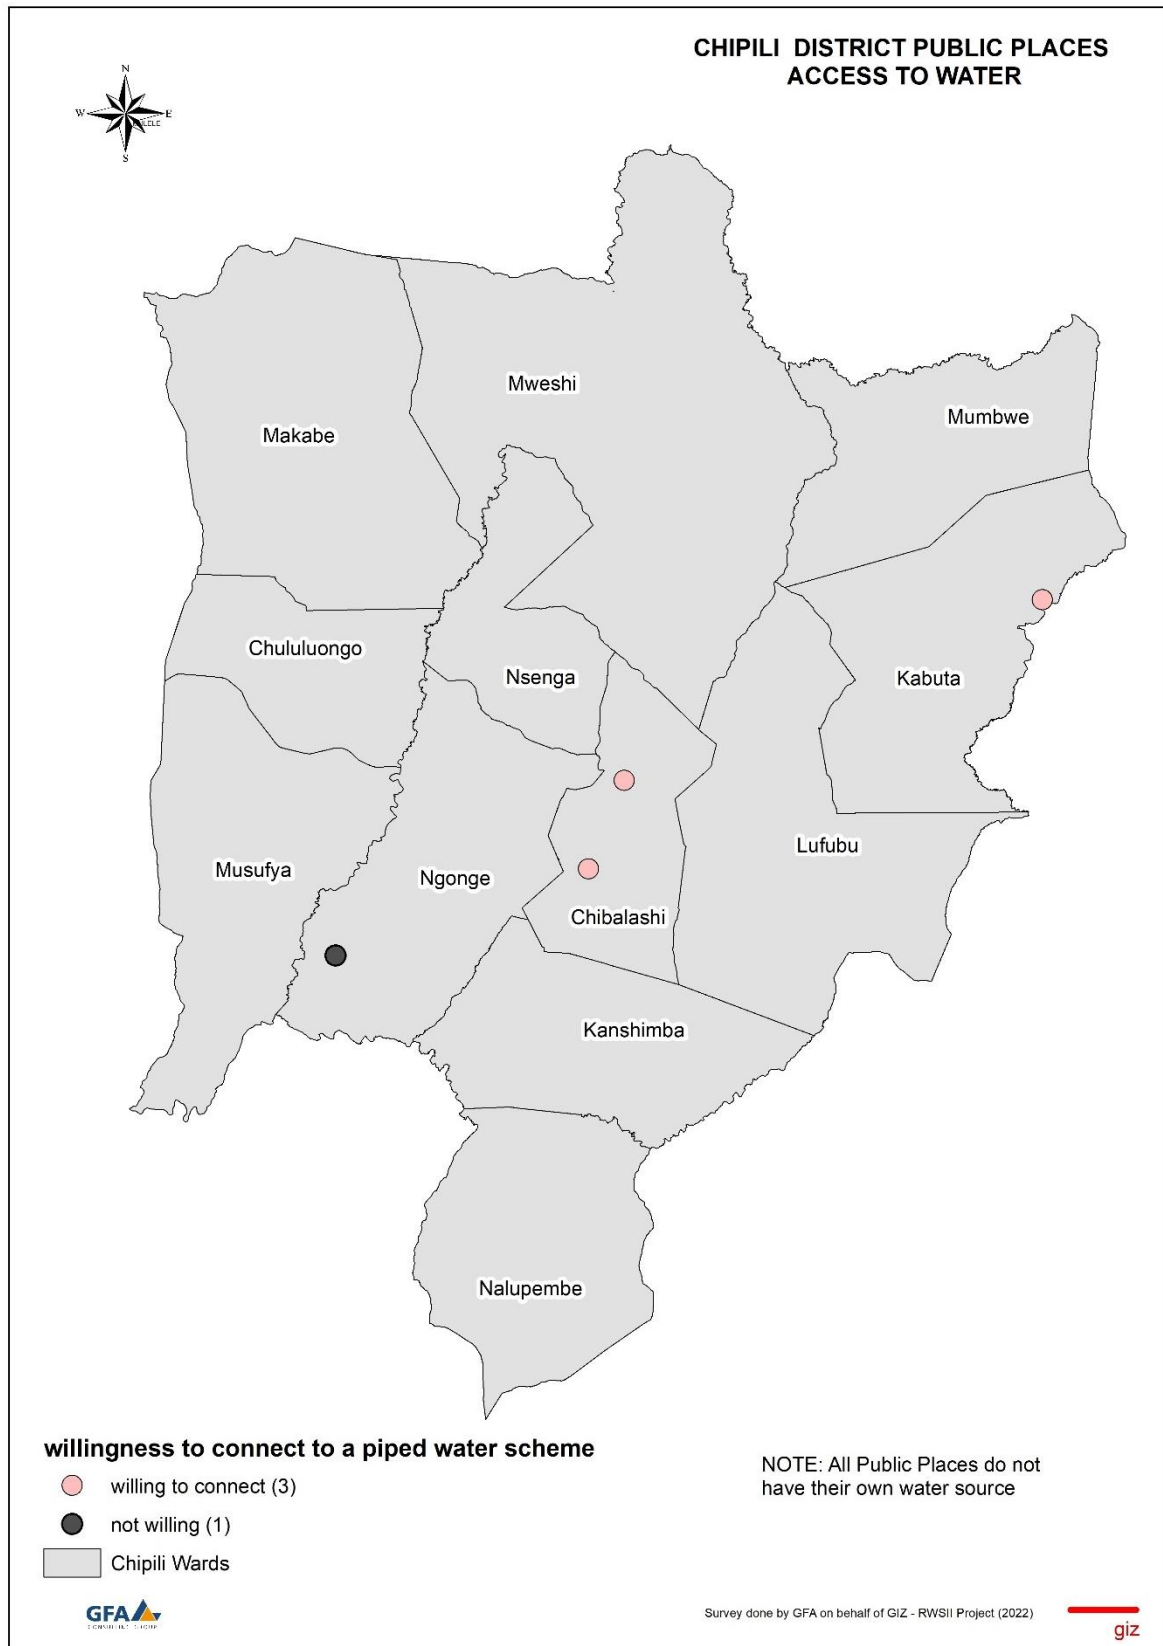 CHIPILI DISTRICT PUBLIC PLACES
ACCESS TO WATER
N
W
E
S
Mweshi
Mumbwe
Makabe
Chululuongo
Nsenga
Kabuta
Lufubu
Musufya
Ngonge
Chibalashi
Kanshimba
Nalupembe
willingness to connect to a piped water scheme
willing to connect (3)
not willing (1)
Chipili Wards
NOTE: All Public Places do not
have their own water source
GFA
CONSULTING GROUP
Survey done by GFA on behalf of GIZ - RWSII Project (2022)
giz